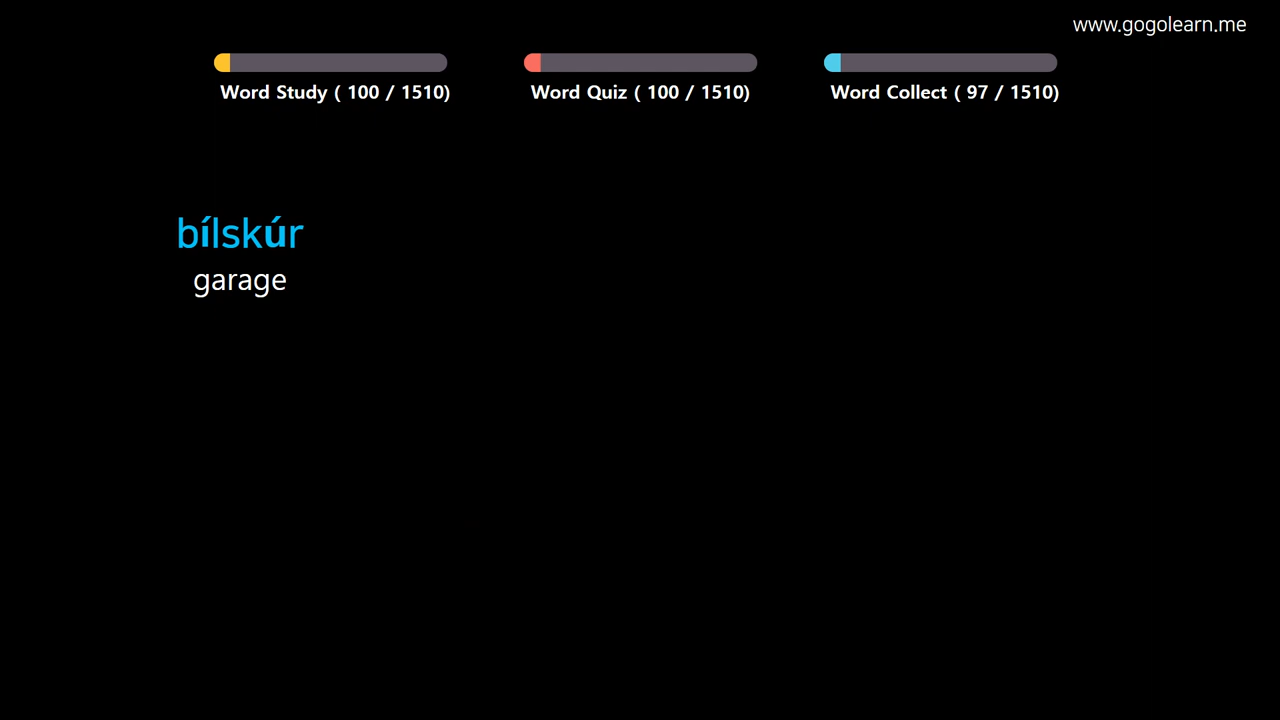 www.gogolearn.me
Word Study ( 100 / 1510)
Word Quiz ( 100 / 1510)
Word Collect ( 97 / 1510)
bílskúr
garage